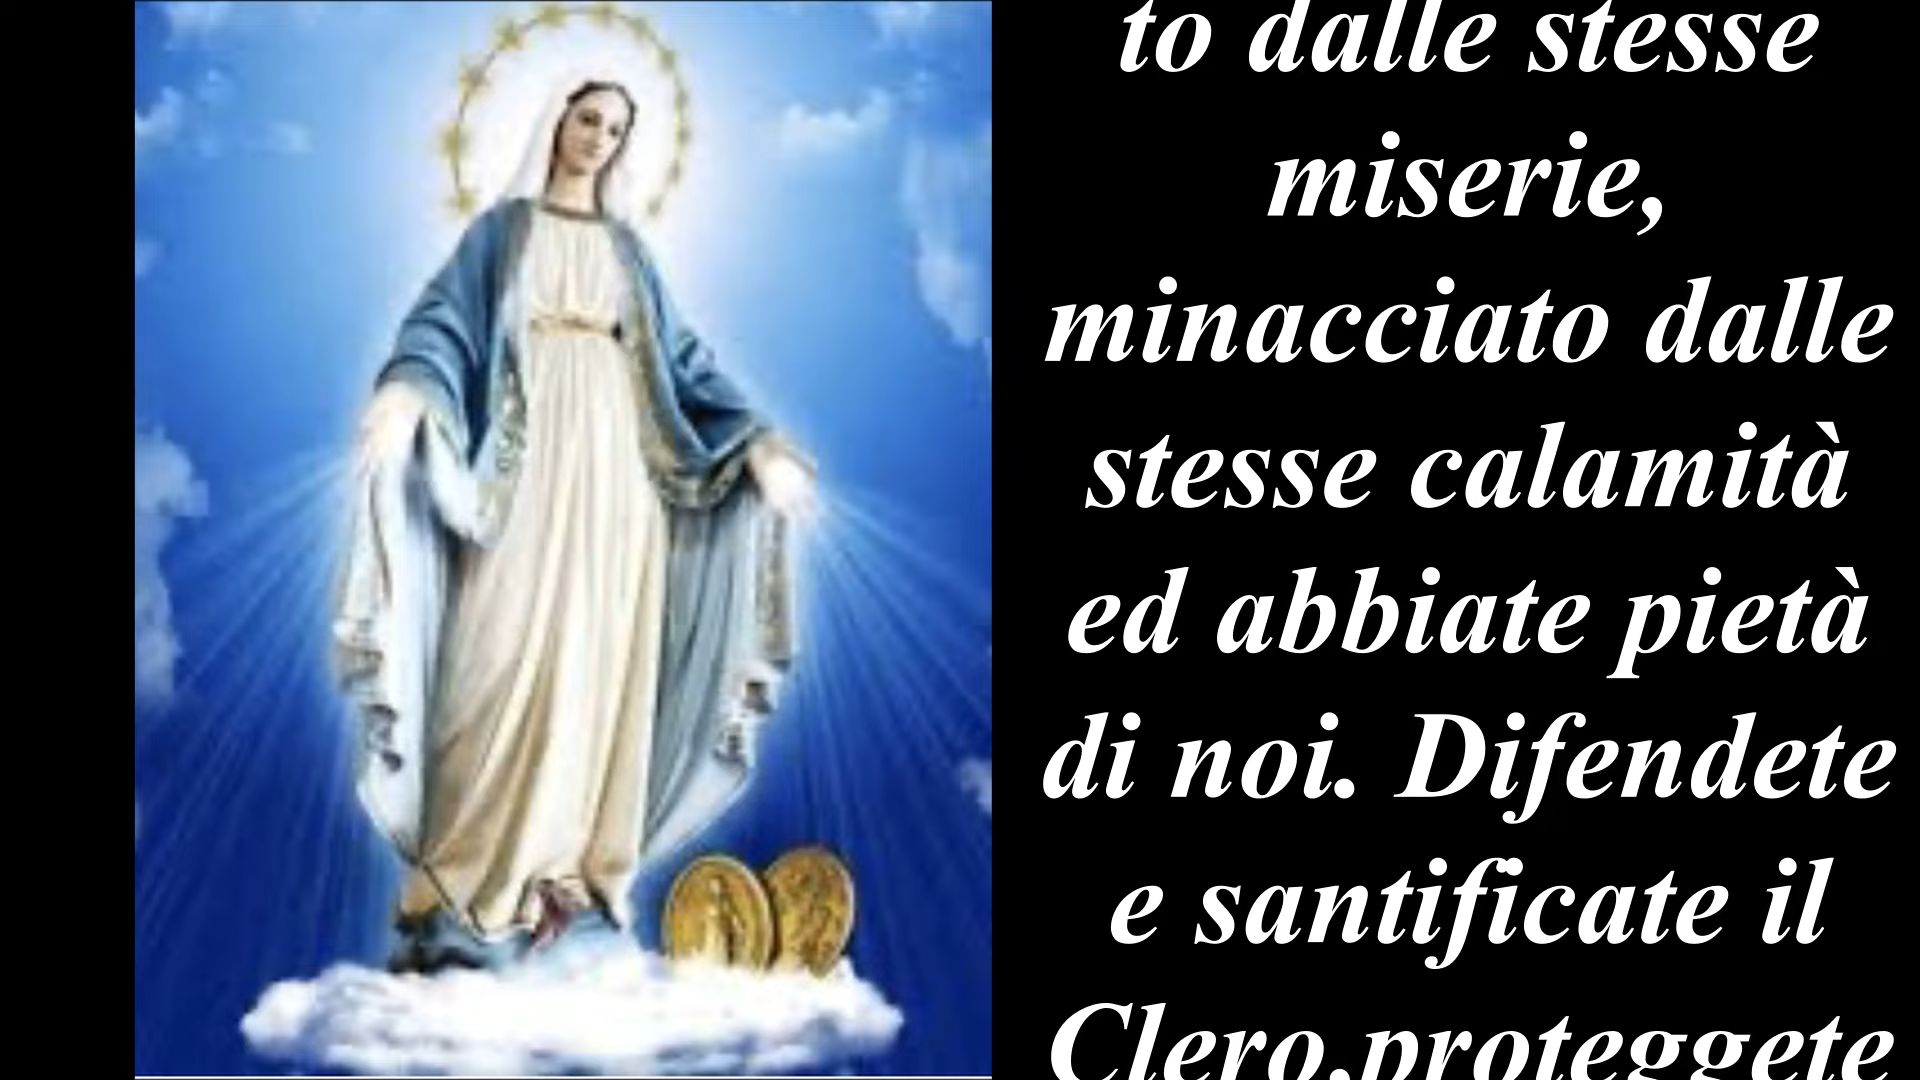 to dalle stesse
miserie,
minacciato dalle
stesse calamità
ed abbiate pietà
di noi. Difendete
e santificate il
Clero,proteggete